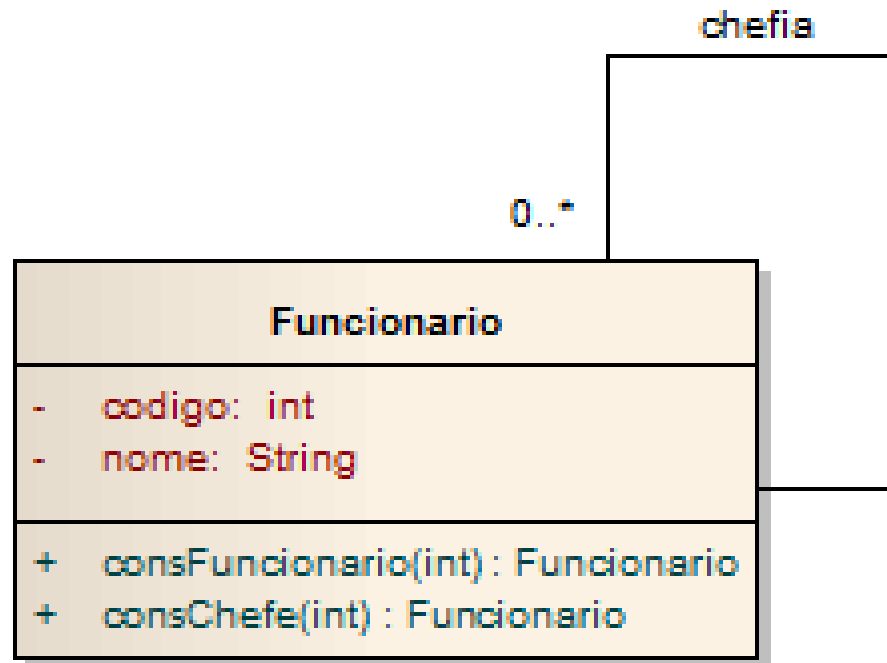 chefia
0..*
Funcionario
- codigo: int
- nome: String
+ consFuncionario(int) : Funcionario
+ consChefe(int) : Funcionario